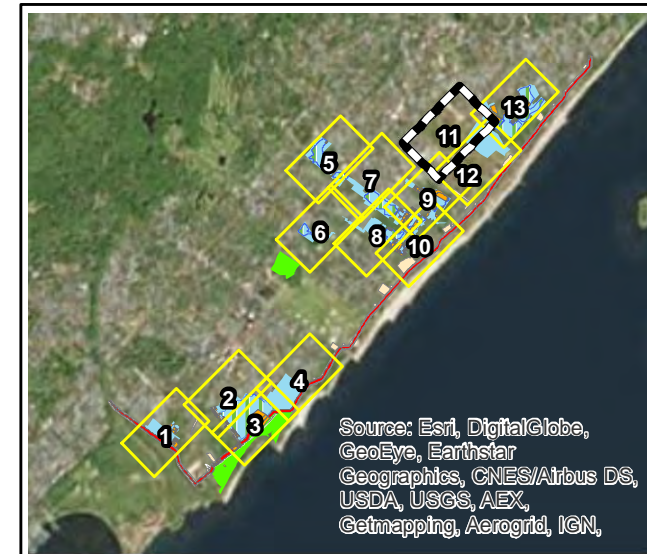 13
11
12
5
7
9
6
8
10
4
2
3
1
Source: Esri, DigitalGlobe,
GeoEye, Earthstar
Geographics, CNES/Airbus DS,
USDA, USGS, AEX,
Getmapping, Aerogrid, IGN,